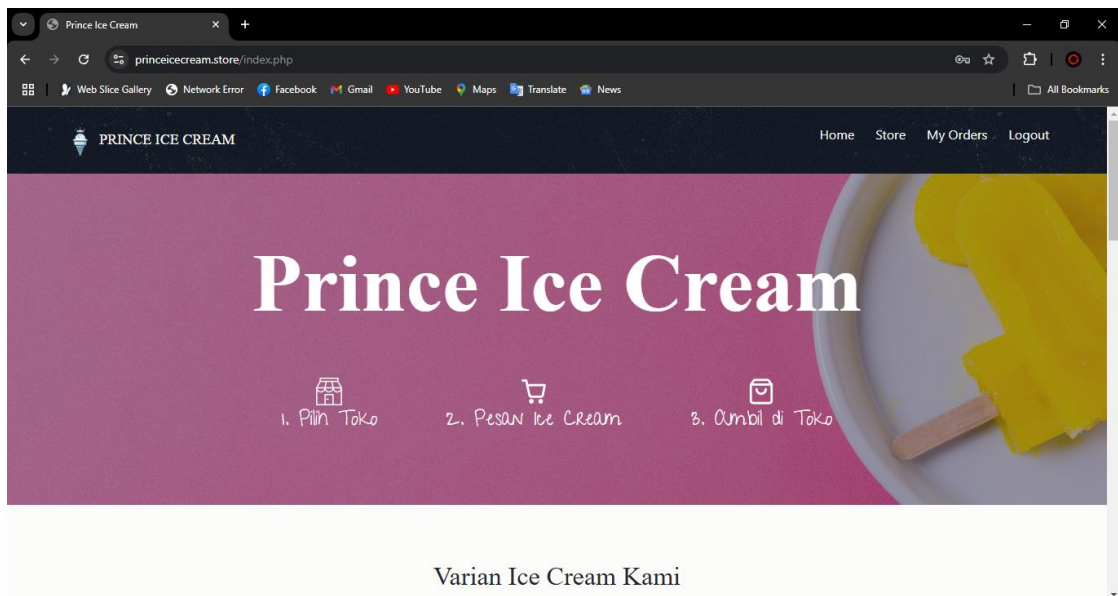 Prince Ice Cream
princeicecream.store/index.php
Web Slice Gallery Network Error Facebook Gmail YouTube Maps Translate News All Bookmarks
PRINCE ICE CREAM Home Store My Orders Logout
Prince Ice Cream
1. Pilih Toko 2. Pesan Ice Cream 3. Ambil di Toko
Varian Ice Cream Kami